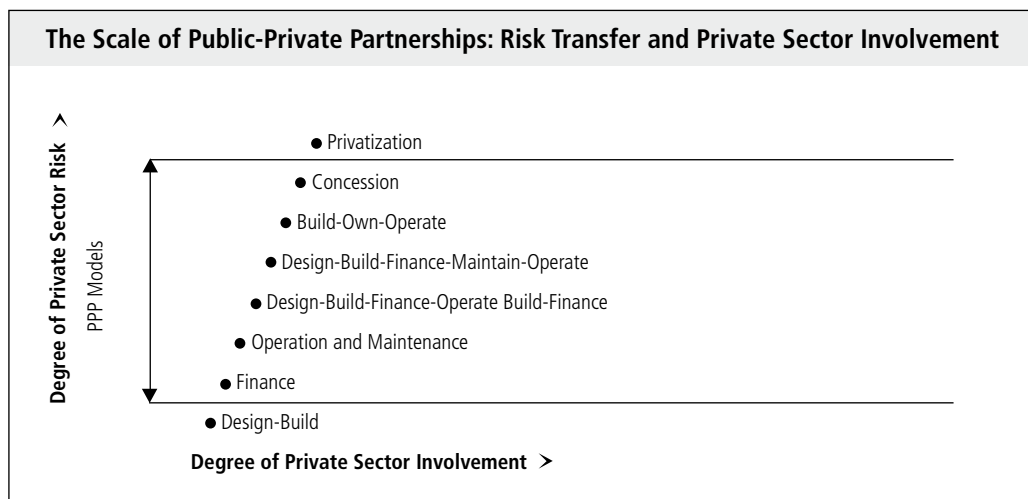 The Scale of Public-Private Partnerships: Risk Transfer and Private Sector Involvement
Degree of Private Sector Risk >
PPP Models
Privatization
Concession
Build-Own-Operate
Design-Build-Finance-Maintain-Operate
Design-Build-Finance-Operate Build-Finance
Operation and Maintenance
Finance
Design-Build
Degree of Private Sector Involvement >